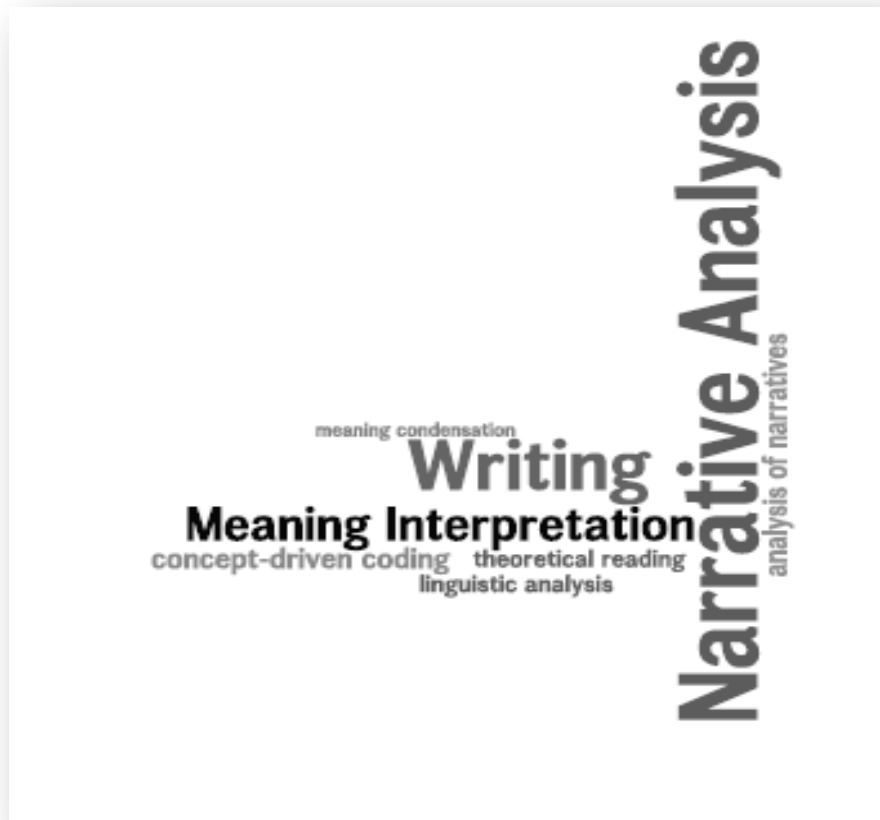 meaning condensation
Writing
Meaning Interpretation
concept-driven coding
theoretical reading
linguistic analysis
Narrative Analysis
analysis of narratives